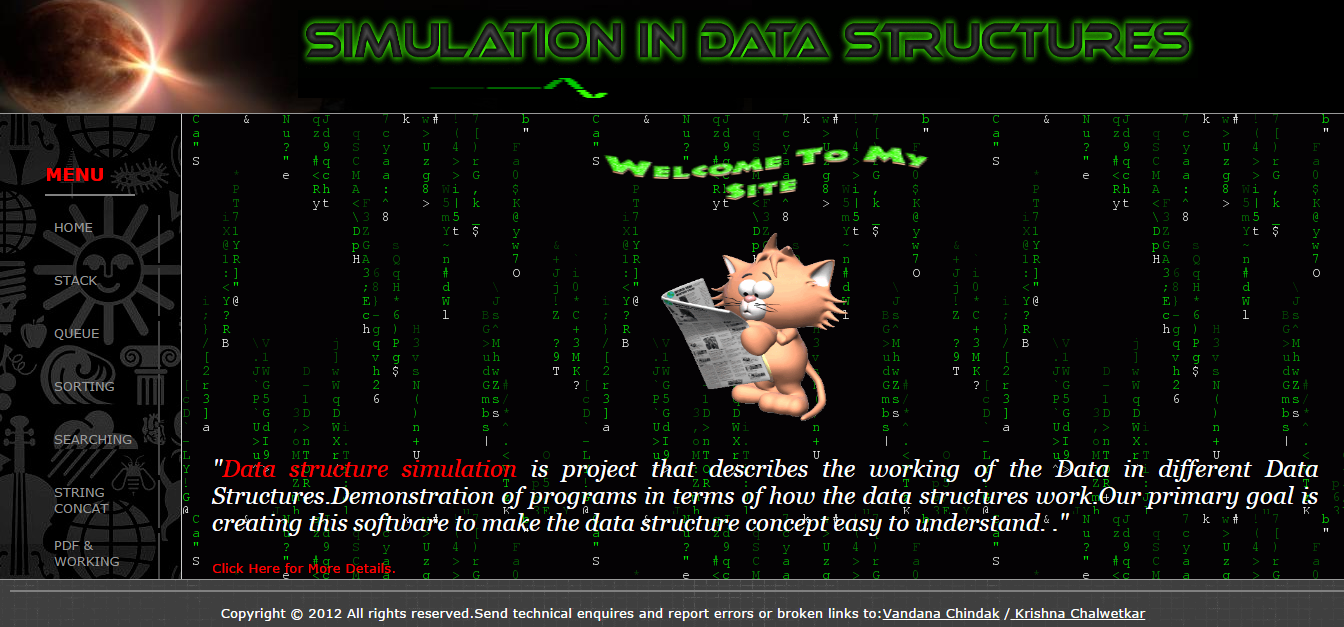 SIMULATION IN DATA STRUCTURES
MENU
HOME
STACK
QUEUE
SORTING
SEARCHING
STRING
CONCAT
PDF &
WORKING
Welcome To My
Site
"Data structure simulation is project that describes the working of the Data in different Data
Structures.Demonstration of programs in terms of how the data structures work.Our primary goal is
creating this software to make the data structure concept easy to understand. ."
Click Here for More Details.
Copyright © 2012 All rights reserved.Send technical enquires and report errors or broken links to:Vandana Chindak / Krishna Chalwetkar